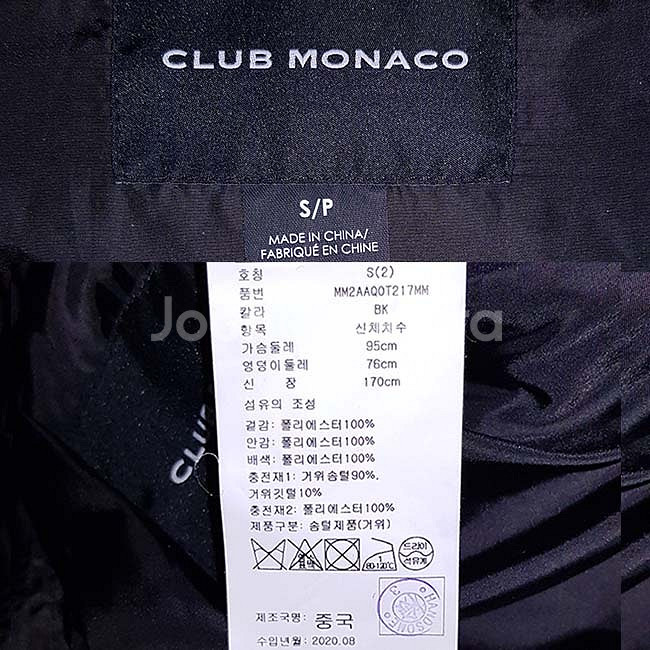 CLUB MONACO
S/P
MADE IN CHINA/
FABRIQUÉ EN CHINE
호칭 S(2)
품번 MM2AAQOT217MM
칼라 BK
항목 신체치수
가슴둘레 95cm
엉덩이둘레 76cm
신 장 170cm
섬유의 조성
겉감: 폴리에스터100%
안감: 폴리에스터100%
배색: 폴리에스터100%
충전재1: 거위솜털90%,
거위깃털10%
충전재2: 폴리에스터100%
제품구분: 솜털제품(거위)
1
80-120℃
드라이
석유계
제조국명: 중국
수입년월 2020.08
CLUB
HANDSOME
3